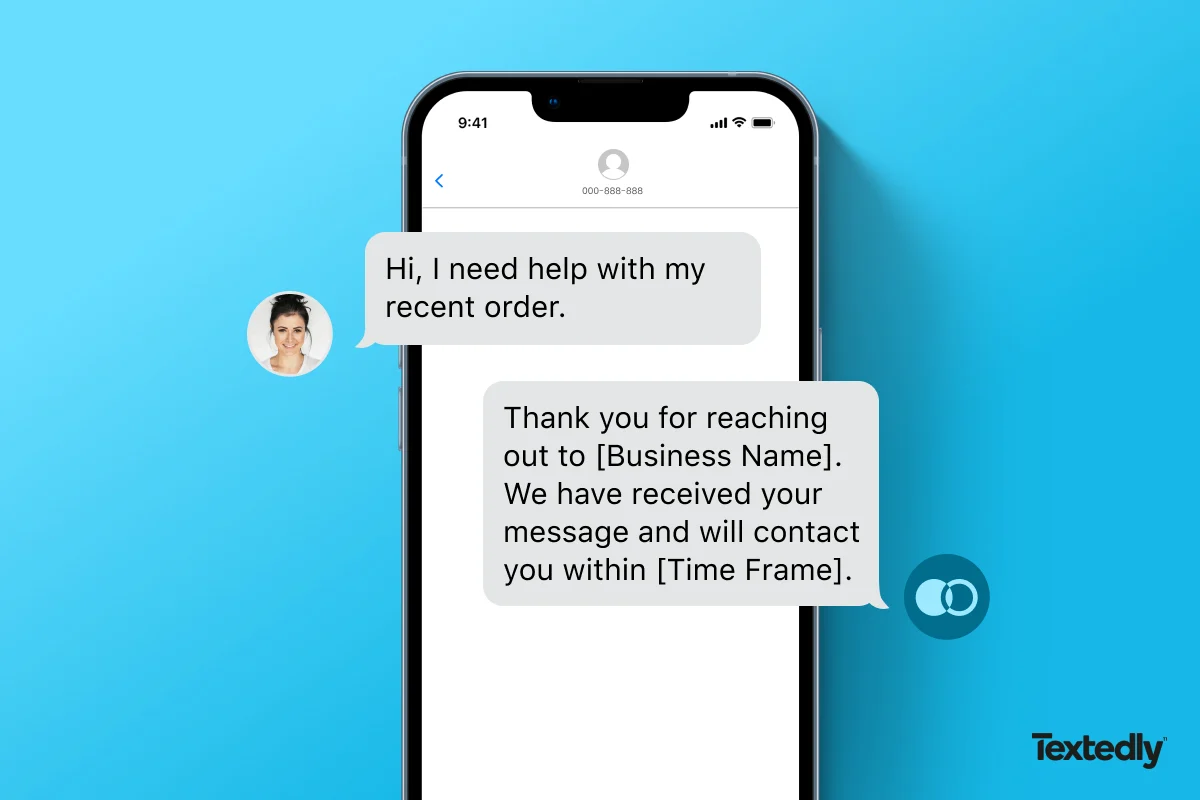 9:41
000-888-888
Hi, I need help with my
recent order.
Thank you for reaching
out to [Business Name].
We have received your
message and will contact
you within [Time Frame].
Textedly